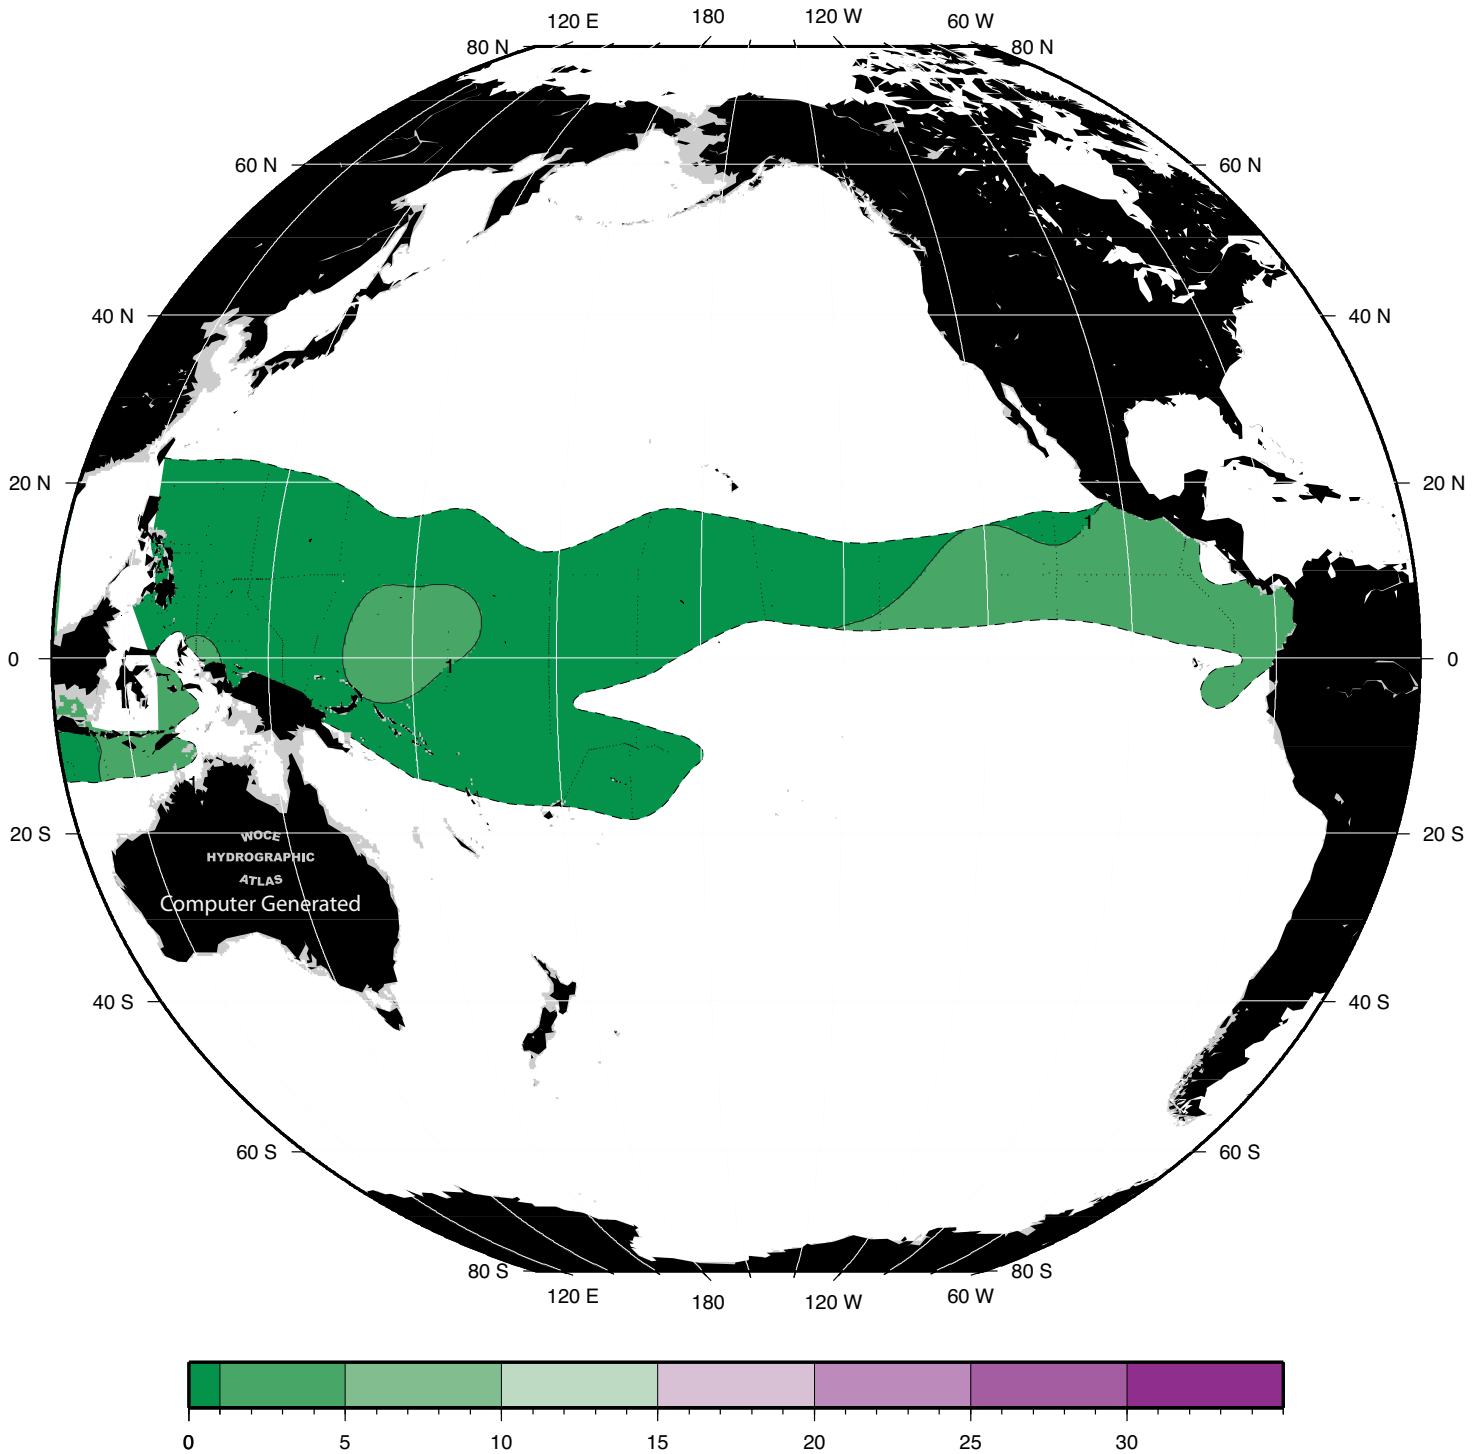 120 E 180 120 W 60 W
80 N 80 N
60 N 60 N
40 N 40 N
20 N 20 N
1
0 0
1
20 S 20 S
WOCE
HYDROGRAPHIC
ATLAS
Computer Generated
40 S 40 S
60 S 60 S
80 S 80 S
120 E 180 120 W 60 W
0 5 10 15 20 25 30